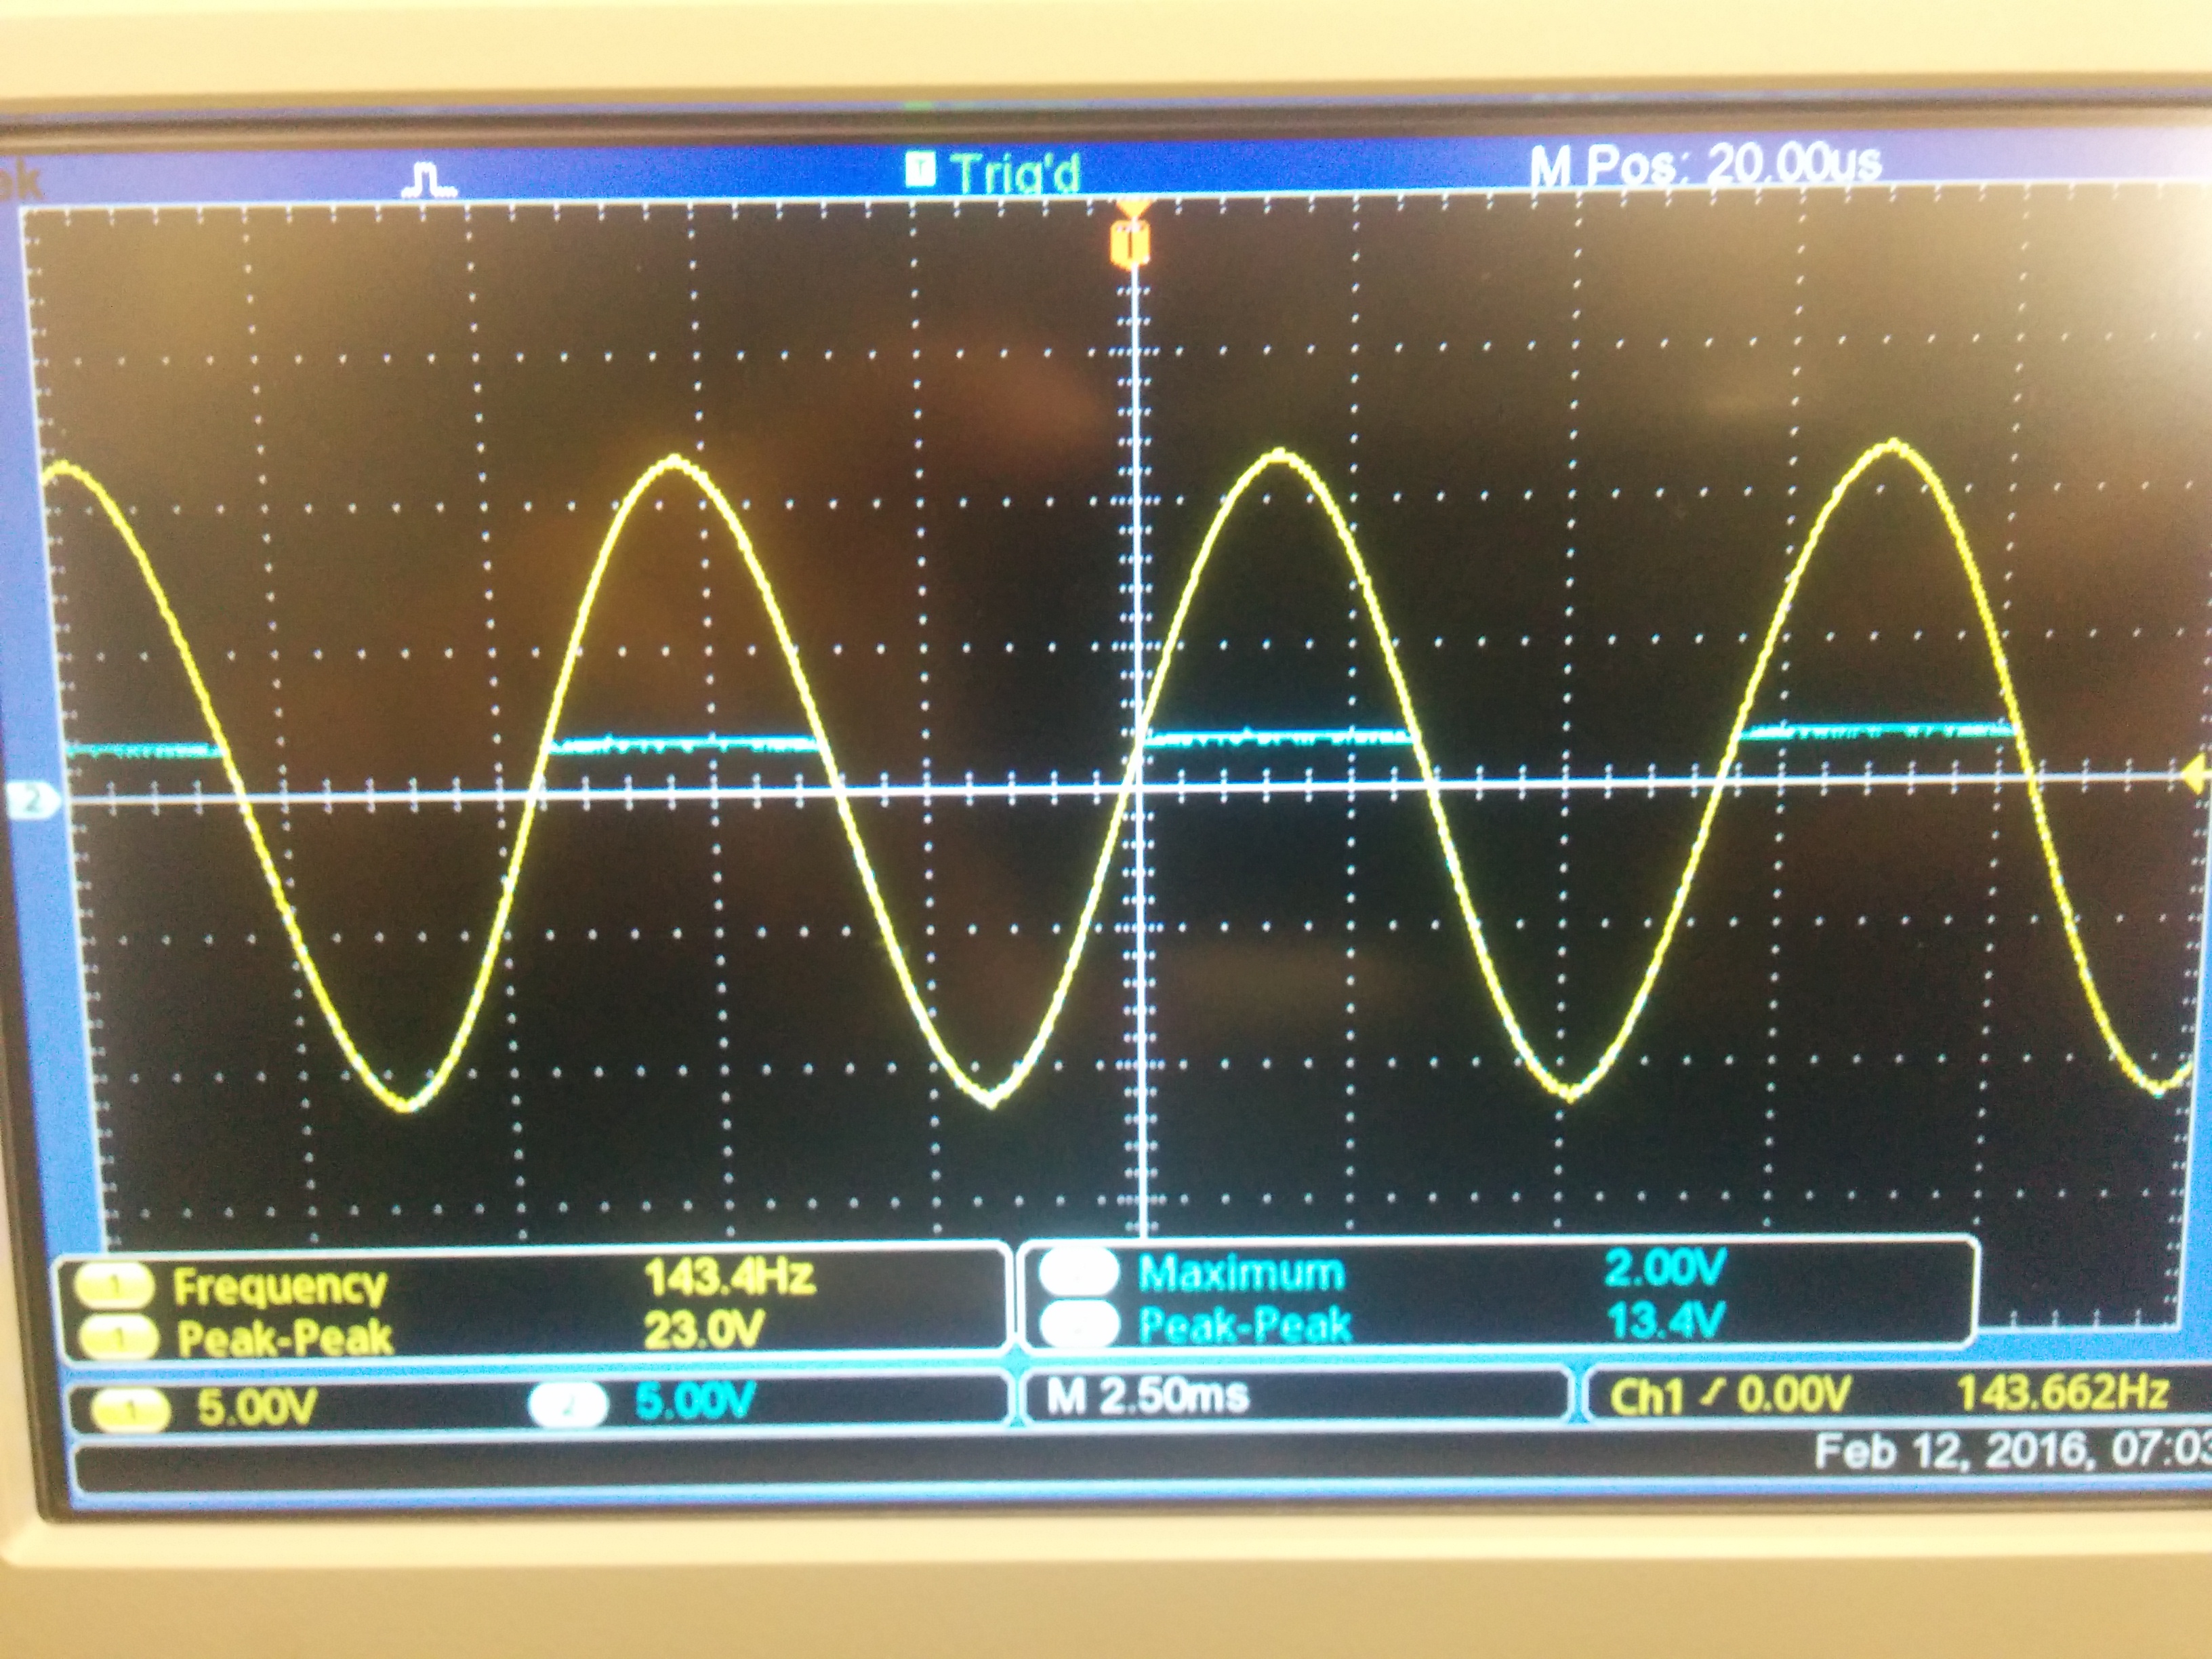 ek
T Trig'd M Pos: 20.00us
2
1 Frequency 143.4Hz Maximum 2.00V
1 Peak-Peak 23.0V Peak-Peak 13.4V
1 5.00V 2 5.00V M 2.50ms Ch1 / 0.00V 143.662Hz
Feb 12, 2016, 07:03